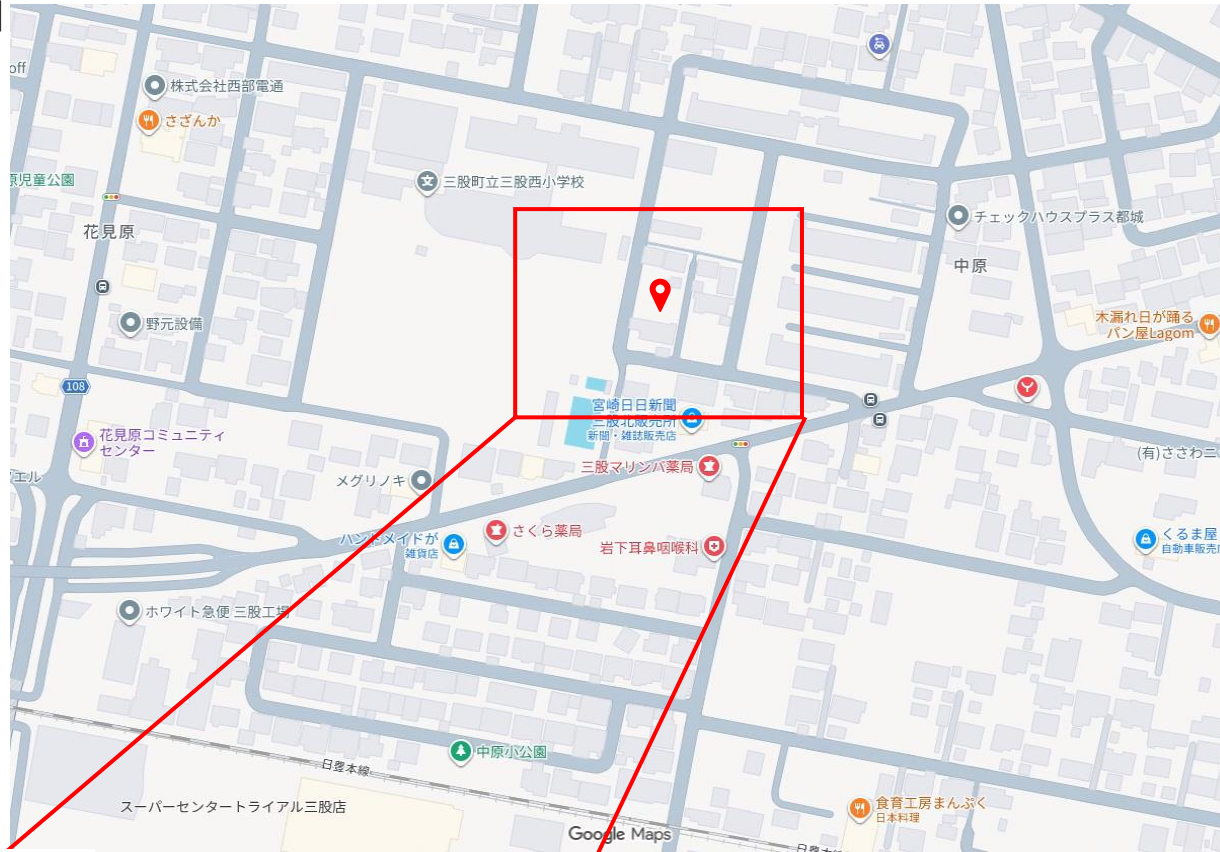 off
株式会社西部電通
さざんか
原児童公園
三股町立三股西小学校
花見原
チェックハウスプラス都城
中原
野元設備
木漏れ日が踊る
パン屋Lagom
108
宮崎日日新聞
三股北販売所
新聞・雑誌販売店
花見原コミュニティ
センター
(有)ささわ
エル
三股マリンバ薬局
メグリノキ
さくら薬局
ハンドメイドが
雑貨店
岩下耳鼻咽喉科
くるま屋
自動車販売
ホワイト急便 三股工場
中原小公園
日豊本線
スーパーセンタートライアル三股店
食育工房まんぷく
日本料理
Google Maps